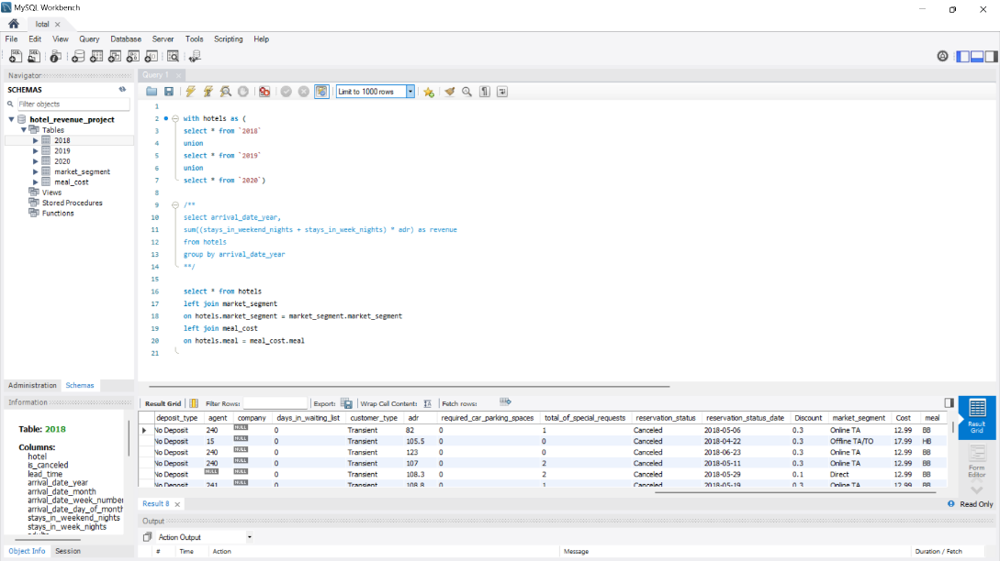 MySQL Workbench
lotal
File Edit View Query Database Server Tools Scripting Help
Navigator
SCHEMAS
Filter objects
hotel_revenue_project
Tables
2018
2019
2020
market_segment
meal_cost
Views
Stored Procedures
Functions
Administration Schemas
Information
Table: 2018
Columns:
hotel
is_canceled
lead_time
arrival_date_year
arrival_date_month
arrival_date_week_number
arrival_date_day_of_month
stays_in_weekend_nights
stays_in_week_nights
Object Info Session
Query 1
Limit to 1000 rows
1
2 with hotels as (
3 select * from `2018`
4 union
5 select * from `2019`
6 union
7 select * from `2020`)
8
9 /**
10 select arrival_date_year,
11 sum((stays_in_weekend_nights + stays_in_week_nights) * adr) as revenue
12 from hotels
13 group by arrival_date_year
14 **/
15
16 select * from hotels
17 left join market_segment
18 on hotels.market_segment = market_segment.market_segment
19 left join meal_cost
20 on hotels.meal = meal_cost.meal
21
Result Grid Filter Rows: Export: Wrap Cell Content: Fetch rows:
deposit_type agent company days_in_waiting_list customer_type adr required_car_parking_spaces total_of_special_requests reservation_status reservation_status_date Discount market_segment Cost meal
No Deposit 240 NULL 0 Transient 82 0 1 Canceled 2018-05-06 0.3 Online TA 12.99 BB
No Deposit 15 NULL 0 Transient 105.5 0 0 Canceled 2018-04-22 0.3 Offline TA/TO 17.99 HB
No Deposit 240 NULL 0 Transient 123 0 0 Canceled 2018-06-23 0.3 Online TA 12.99 BB
No Deposit 240 NULL 0 Transient 107 0 2 Canceled 2018-05-11 0.3 Online TA 12.99 BB
No Deposit NULL NULL 0 Transient 108.3 0 2 Canceled 2018-05-29 0.1 Direct 12.99 BB
No Deposit 241 NULL 0 Transient 108.8 0 1 Canceled 2018-05-19 0.3 Online TA 12.99 BB
Result Grid
Form Editor
Result 8
Read Only
Output
Action Output
# Time Action Message Duration / Fetch